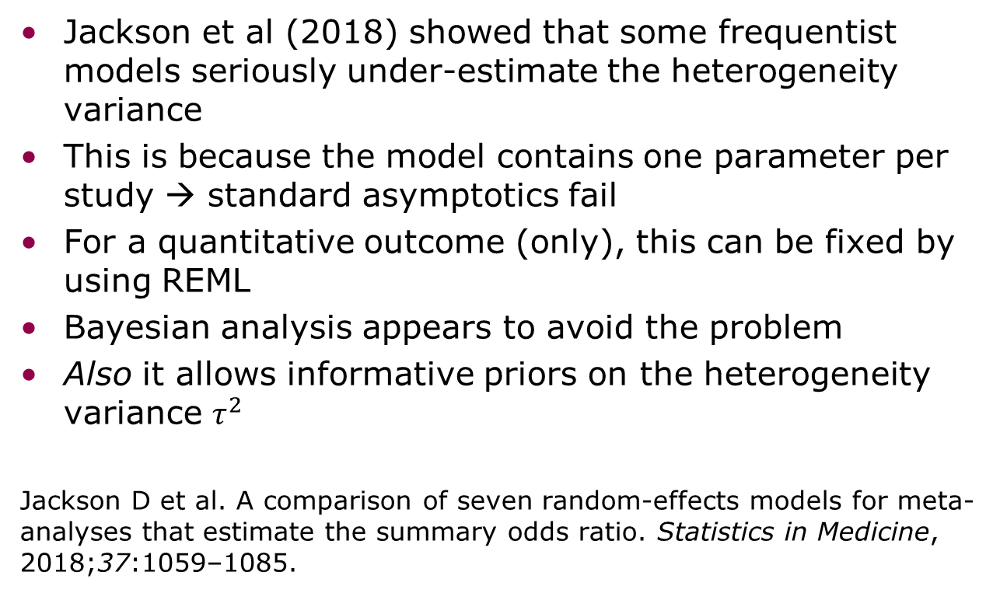 • Jackson et al (2018) showed that some frequentist
models seriously under-estimate the heterogeneity
variance
• This is because the model contains one parameter per
study → standard asymptotics fail
• For a quantitative outcome (only), this can be fixed by
using REML
• Bayesian analysis appears to avoid the problem
• Also it allows informative priors on the heterogeneity
variance τ²
Jackson D et al. A comparison of seven random-effects models for meta-
analyses that estimate the summary odds ratio. Statistics in Medicine,
2018;37:1059–1085.